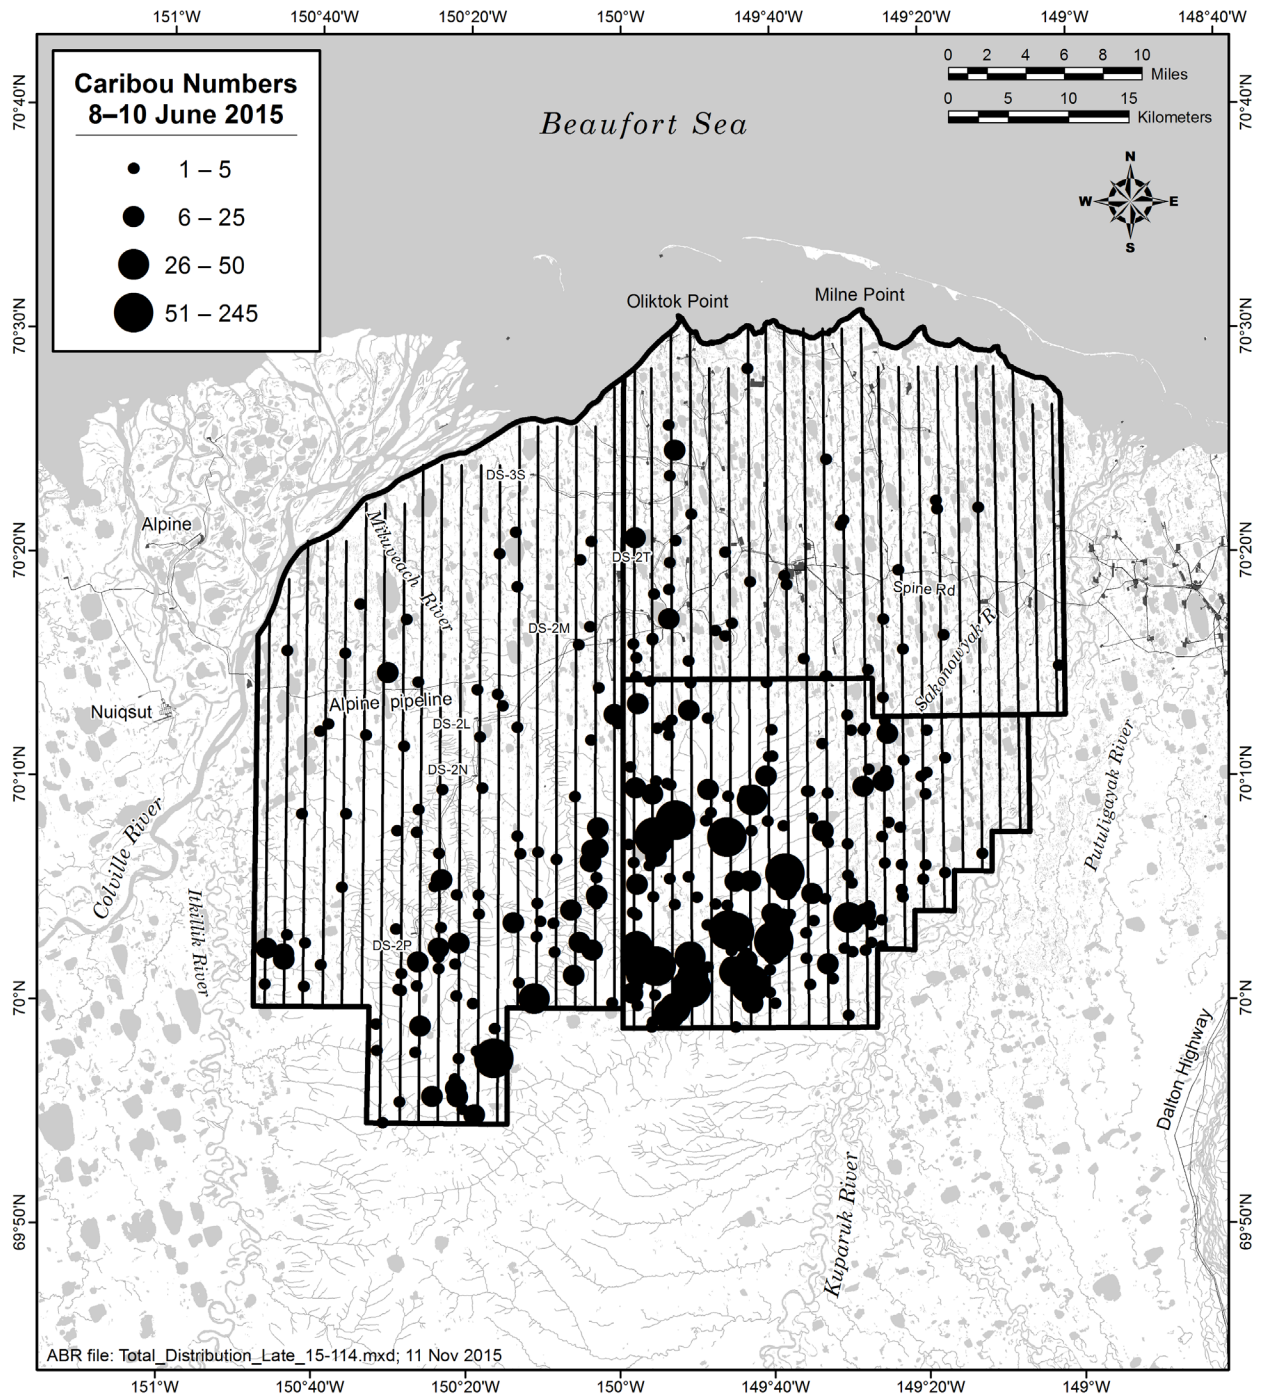 151°W 150°40'W 150°20'W 150°W 149°40'W 149°20'W 149°W 148°40'W
Caribou Numbers
8–10 June 2015
1 – 5
6 – 25
26 – 50
51 – 245
0 2 4 6 8 10
Miles
0 5 10 15
Kilometers
N
W E
S
Beaufort Sea
70°40'N 70°40'N
Oliktok Point
Milne Point
70°30'N 70°30'N
DS-3S
Alpine
Miluveach River
70°20'N 70°20'N
DS-2T
Spine Rd
DS-2M
Sakonowyak R
Alpine pipeline
Nuiqsut
DS-2L
DS-2N
70°10'N 70°10'N
Putuligayak River
Colville River
Itkillik River
DS-2P
70°N 70°N
Dalton Highway
Kuparuk River
69°50'N 69°50'N
ABR file: Total_Distribution_Late_15-114.mxd; 11 Nov 2015
151°W 150°40'W 150°20'W 150°W 149°40'W 149°20'W 149°W